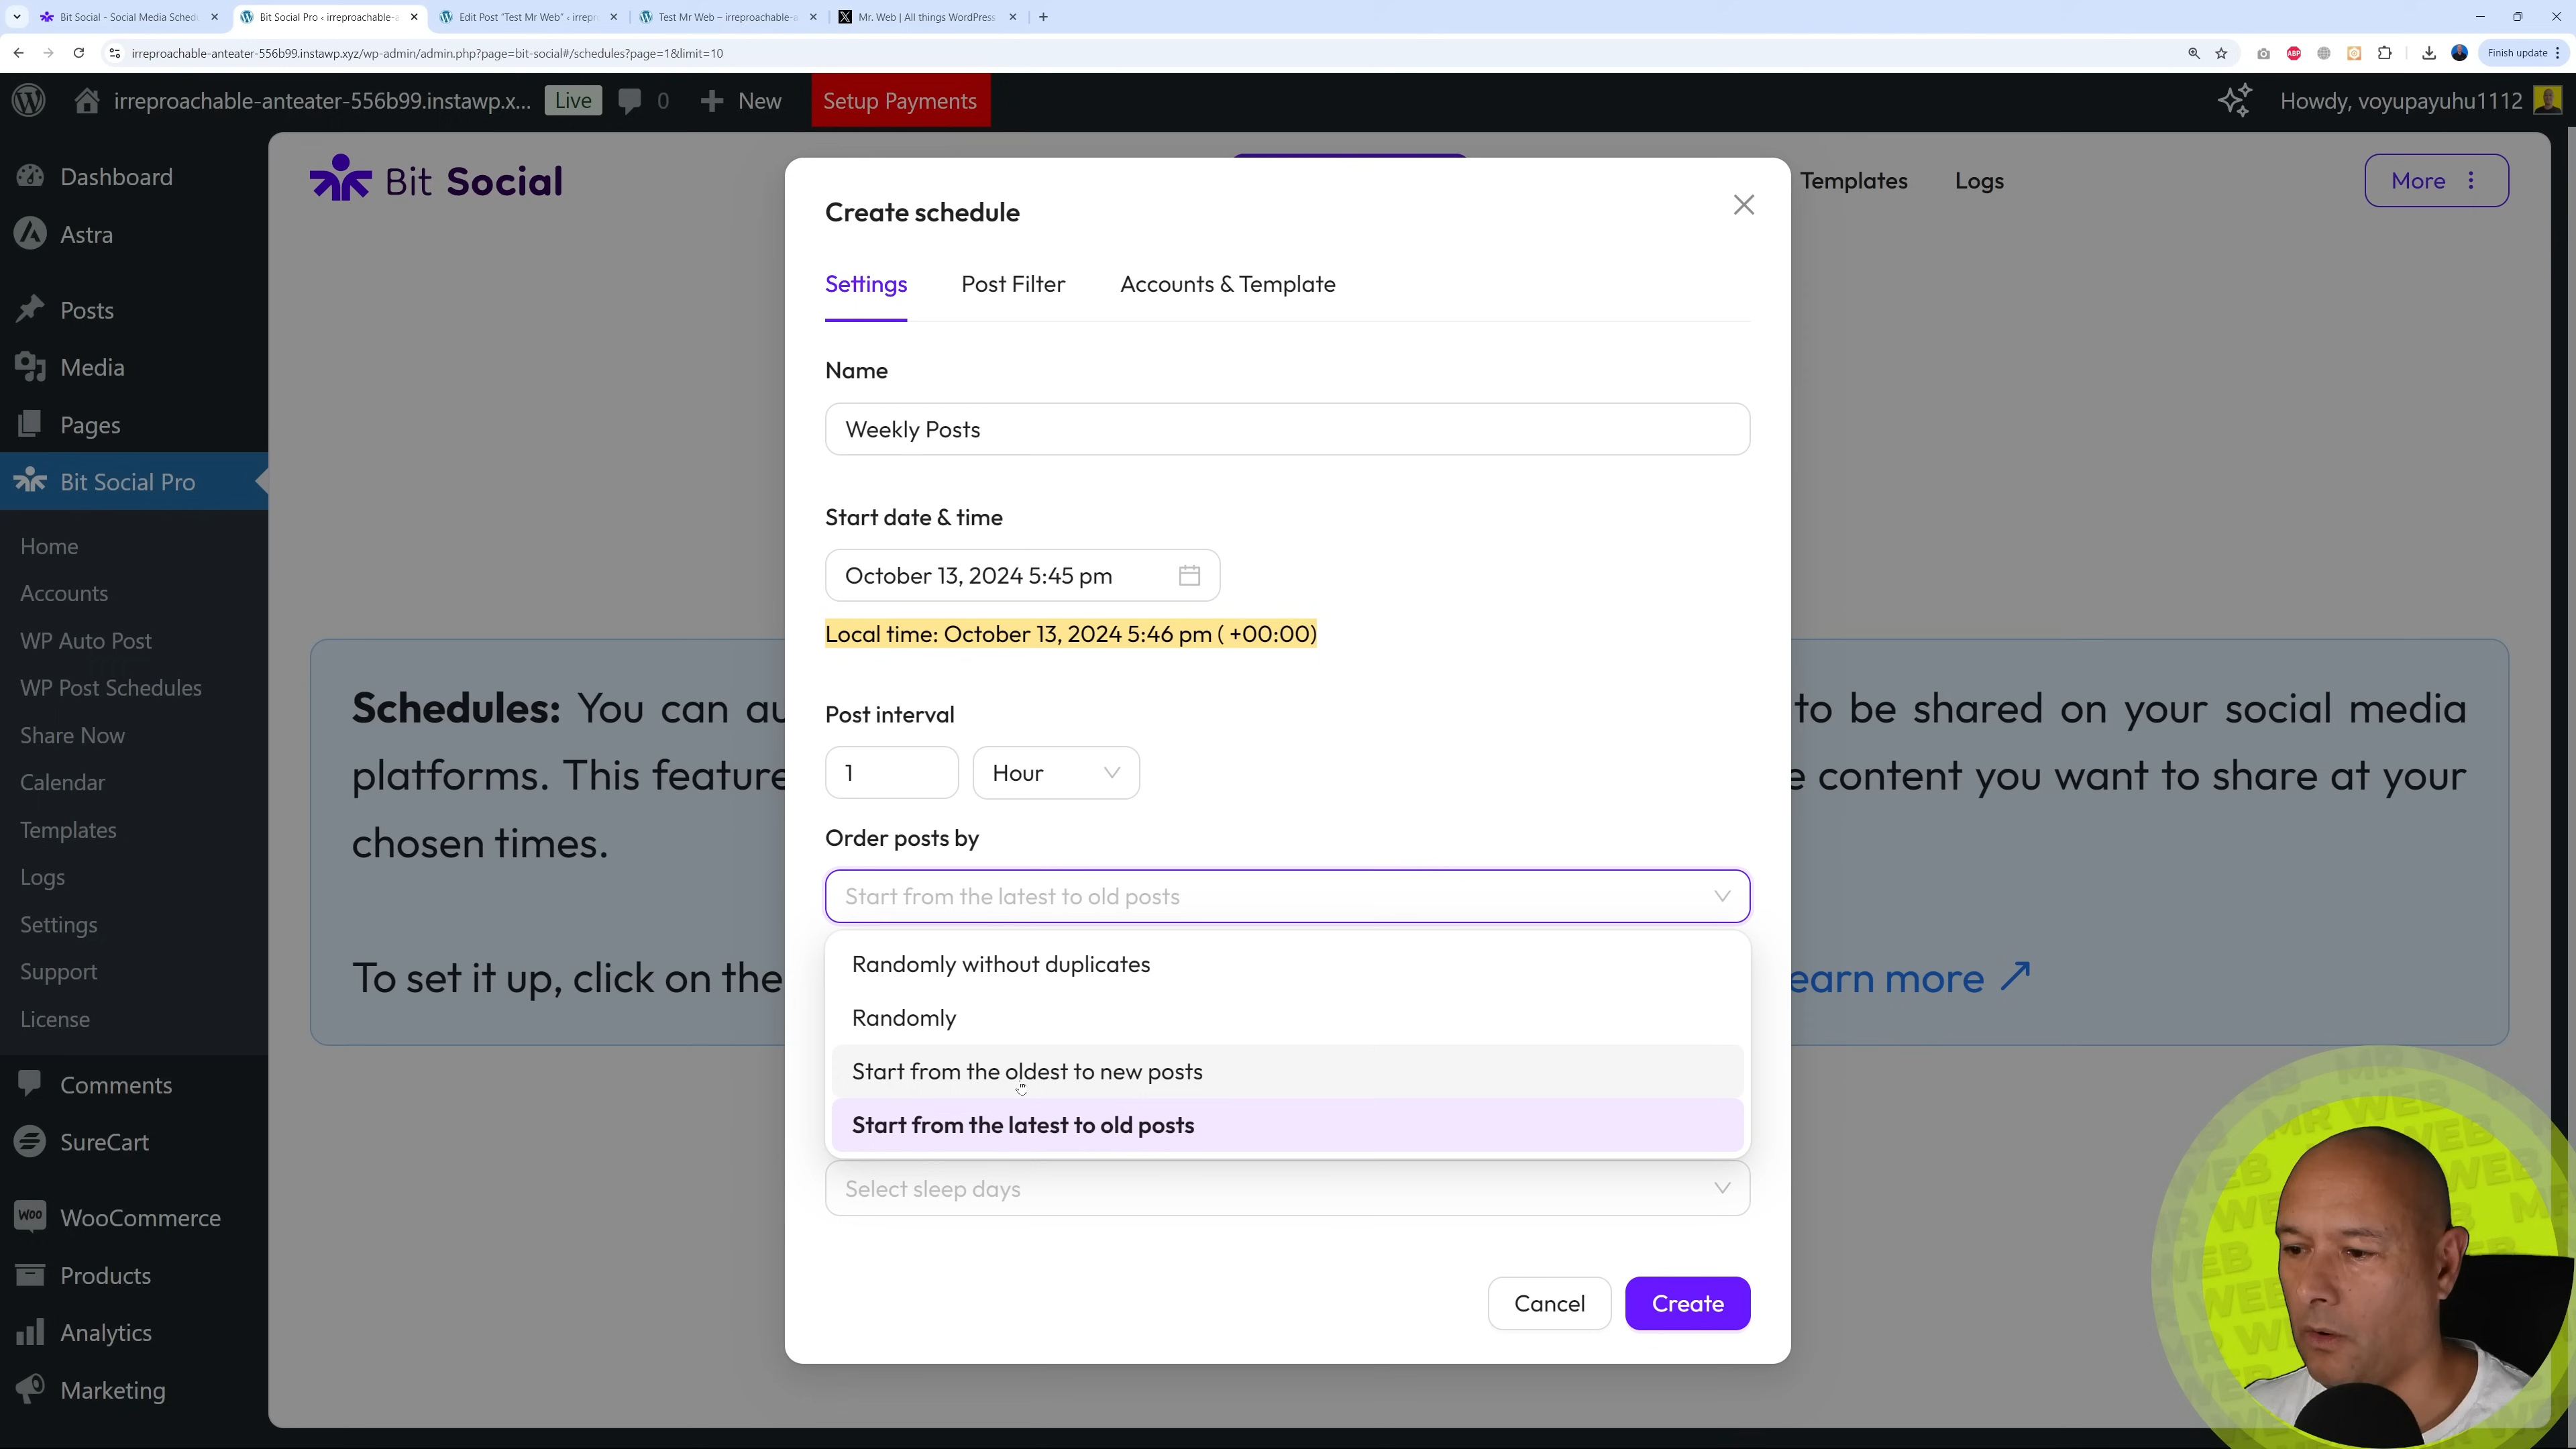 Bit Social - Social Media Sched
Bit Social Pro ‹ irreproachable-a
Edit Post "Test Mr Web" ‹ irrepr
Test Mr Web – irreproachable-a
Mr. Web | All things WordPress
irreproachable-anteater-556b99.instawp.xyz/wp-admin/admin.php?page=bit-social#/schedules?page=1&limit=10
ABP
Finish update
irreproachable-anteater-556b99.instawp.x...
Live
0
New
Setup Payments
Howdy, voyupayuhu1112
Dashboard
Astra
Posts
Media
Pages
Bit Social Pro
Home
Accounts
WP Auto Post
WP Post Schedules
Share Now
Calendar
Templates
Logs
Settings
Support
License
Comments
SureCart
WooCommerce
Products
Analytics
Marketing
Bit Social
Templates
Logs
More
Schedules: You can au
to be shared on your social media
platforms. This feature
e content you want to share at your
chosen times.
To set it up, click on the
earn more ↗
Create schedule
Settings
Post Filter
Accounts & Template
Name
Weekly Posts
Start date & time
October 13, 2024 5:45 pm
Local time: October 13, 2024 5:46 pm ( +00:00)
Post interval
1
Hour
Order posts by
Start from the latest to old posts
Randomly without duplicates
Randomly
Start from the oldest to new posts
Start from the latest to old posts
Select sleep days
Cancel
Create
MR WEB